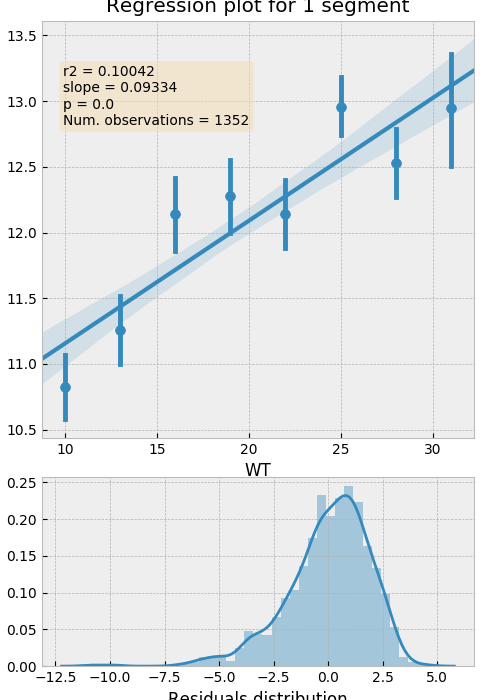 Regression plot for 1 segment
13.5
13.0
12.5
12.0
11.5
11.0
10.5
r2 = 0.10042
slope = 0.09334
p = 0.0
Num. observations = 1352
10 15 20 25 30
WT
0.25
0.20
0.15
0.10
0.05
0.00
−12.5 −10.0 −7.5 −5.0 −2.5 0.0 2.5 5.0
Residuals distribution